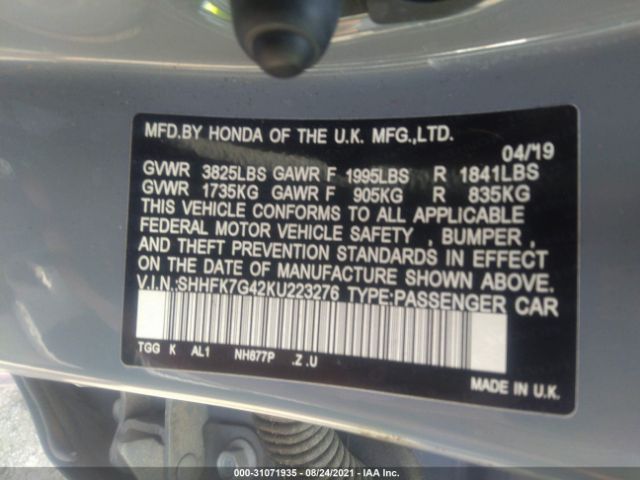 MFD.BY HONDA OF THE U.K. MFG.,LTD.
04/19
GVWR 3825LBS GAWR F 1995LBS R 1841LBS
GVWR 1735KG GAWR F 905KG R 835KG
THIS VEHICLE CONFORMS TO ALL APPLICABLE
FEDERAL MOTOR VEHICLE SAFETY , BUMPER ,
AND THEFT PREVENTION STANDARDS IN EFFECT
ON THE DATE OF MANUFACTURE SHOWN ABOVE.
V.I.N.:SHHFK7G42KU223276 TYPE:PASSENGER CAR
TGG K AL1 NH877P .Z .U
MADE IN U.K.
000-31071935 - 08/24/2021 - IAA Inc.